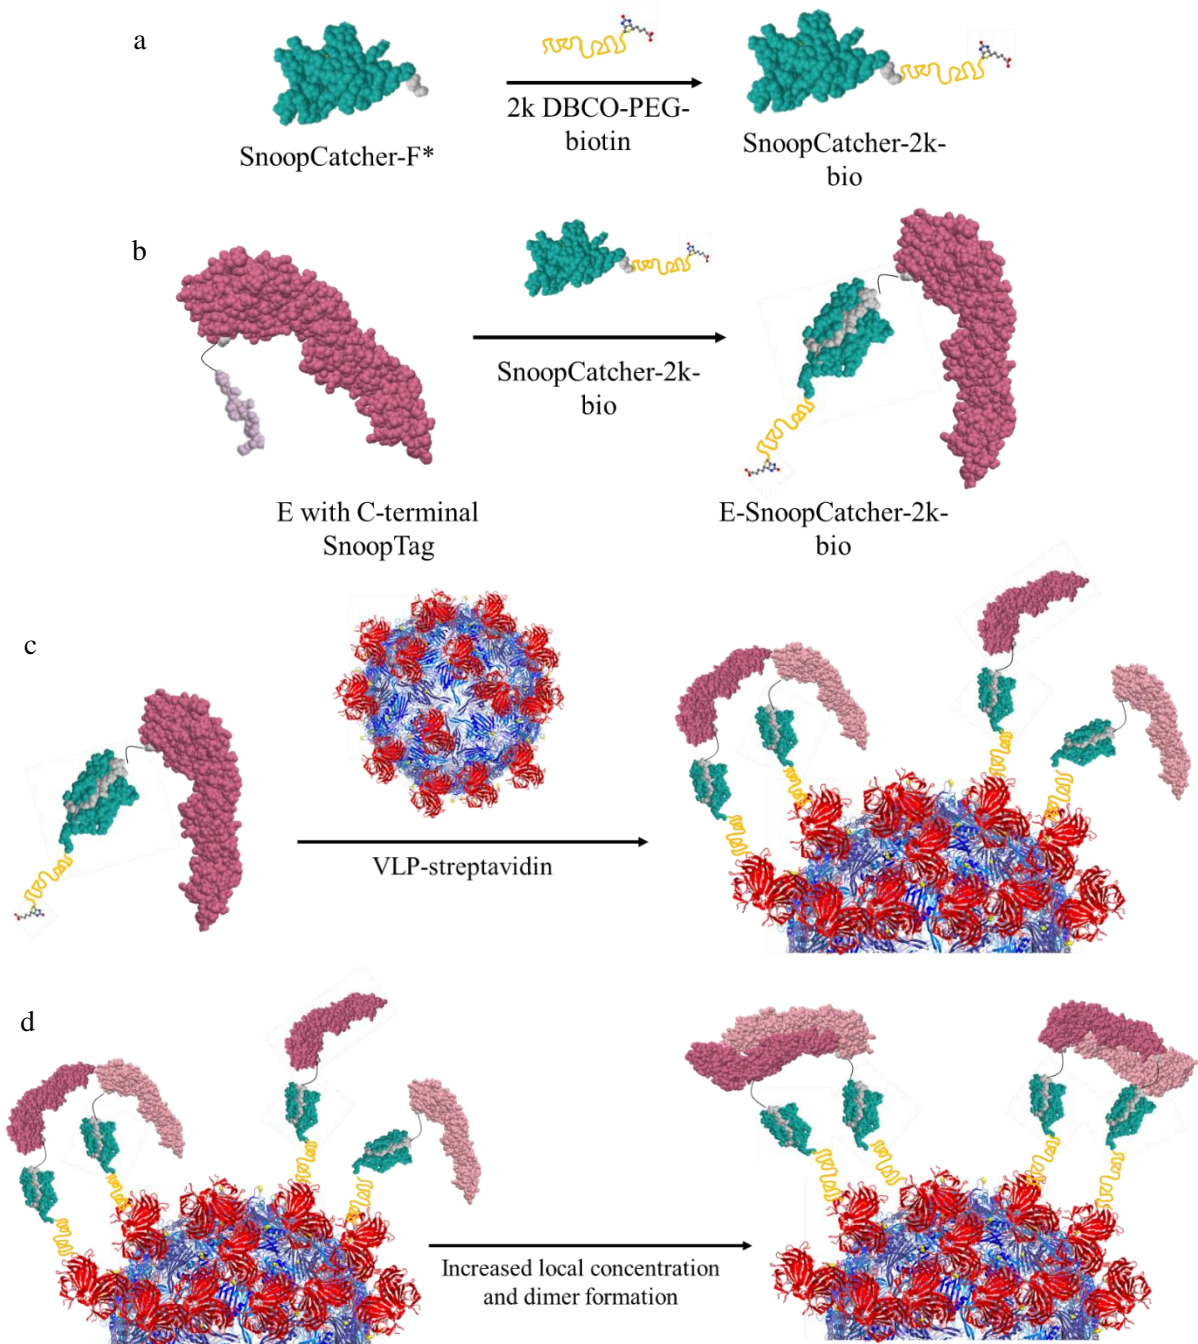 a
2k DBCO-PEG-
biotin
SnoopCatcher-F*
SnoopCatcher-2k-
bio
b
SnoopCatcher-2k-
bio
E with C-terminal
SnoopTag
E-SnoopCatcher-2k-
bio
c
VLP-streptavidin
d
Increased local concentration
and dimer formation